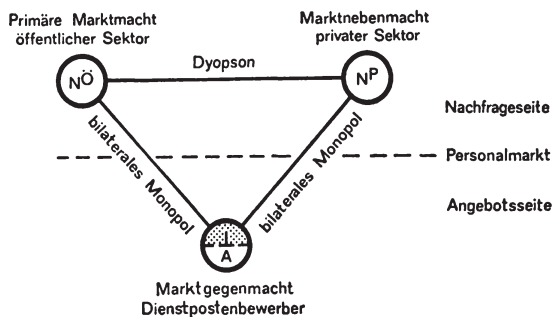 Primäre Marktmacht
öffentlicher Sektor
Marktnebenmacht
privater Sektor
NÖ
Dyopson
NP
Nachfrageseite
bilaterales Monopol
bilaterales Monopol
Personalmarkt
Angebotsseite
A
Marktgegenmacht
Dienstpostenbewerber